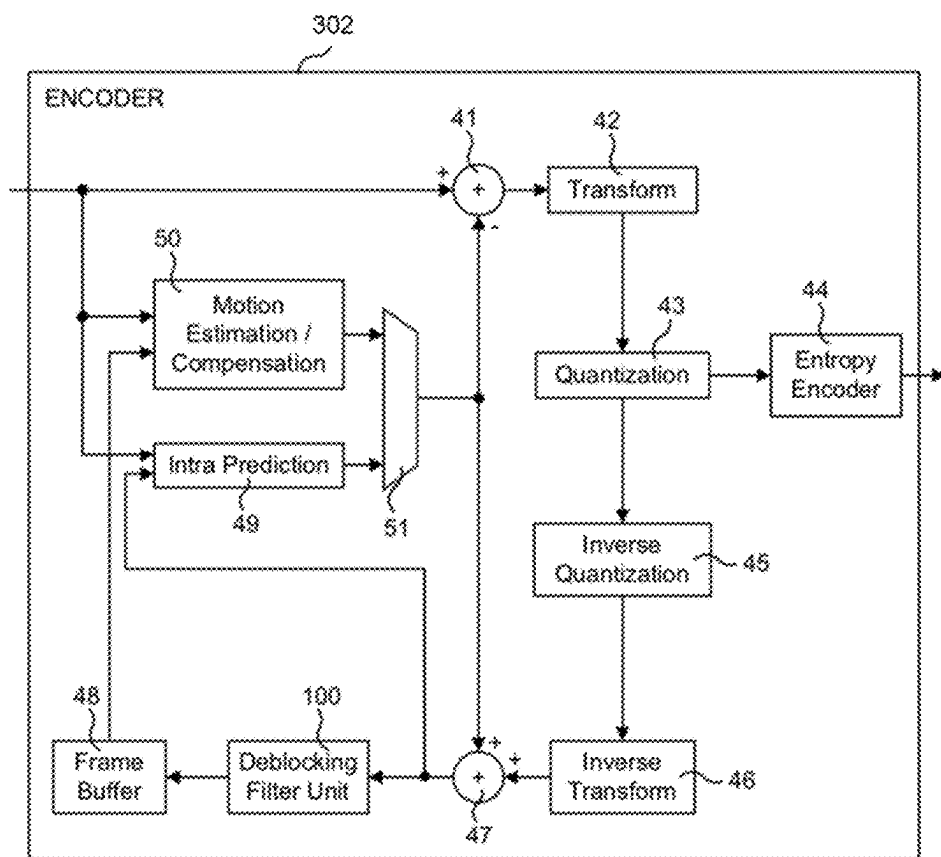 302
ENCODER
41
42
+
+
Transform
-
50
Motion
Estimation /
Compensation
43
44
Quantization
Entropy
Encoder
Intra Prediction
49
51
Inverse
Quantization
45
48
100
+
+
Frame
Buffer
Deblocking
Filter Unit
+
47
Inverse
Transform
46